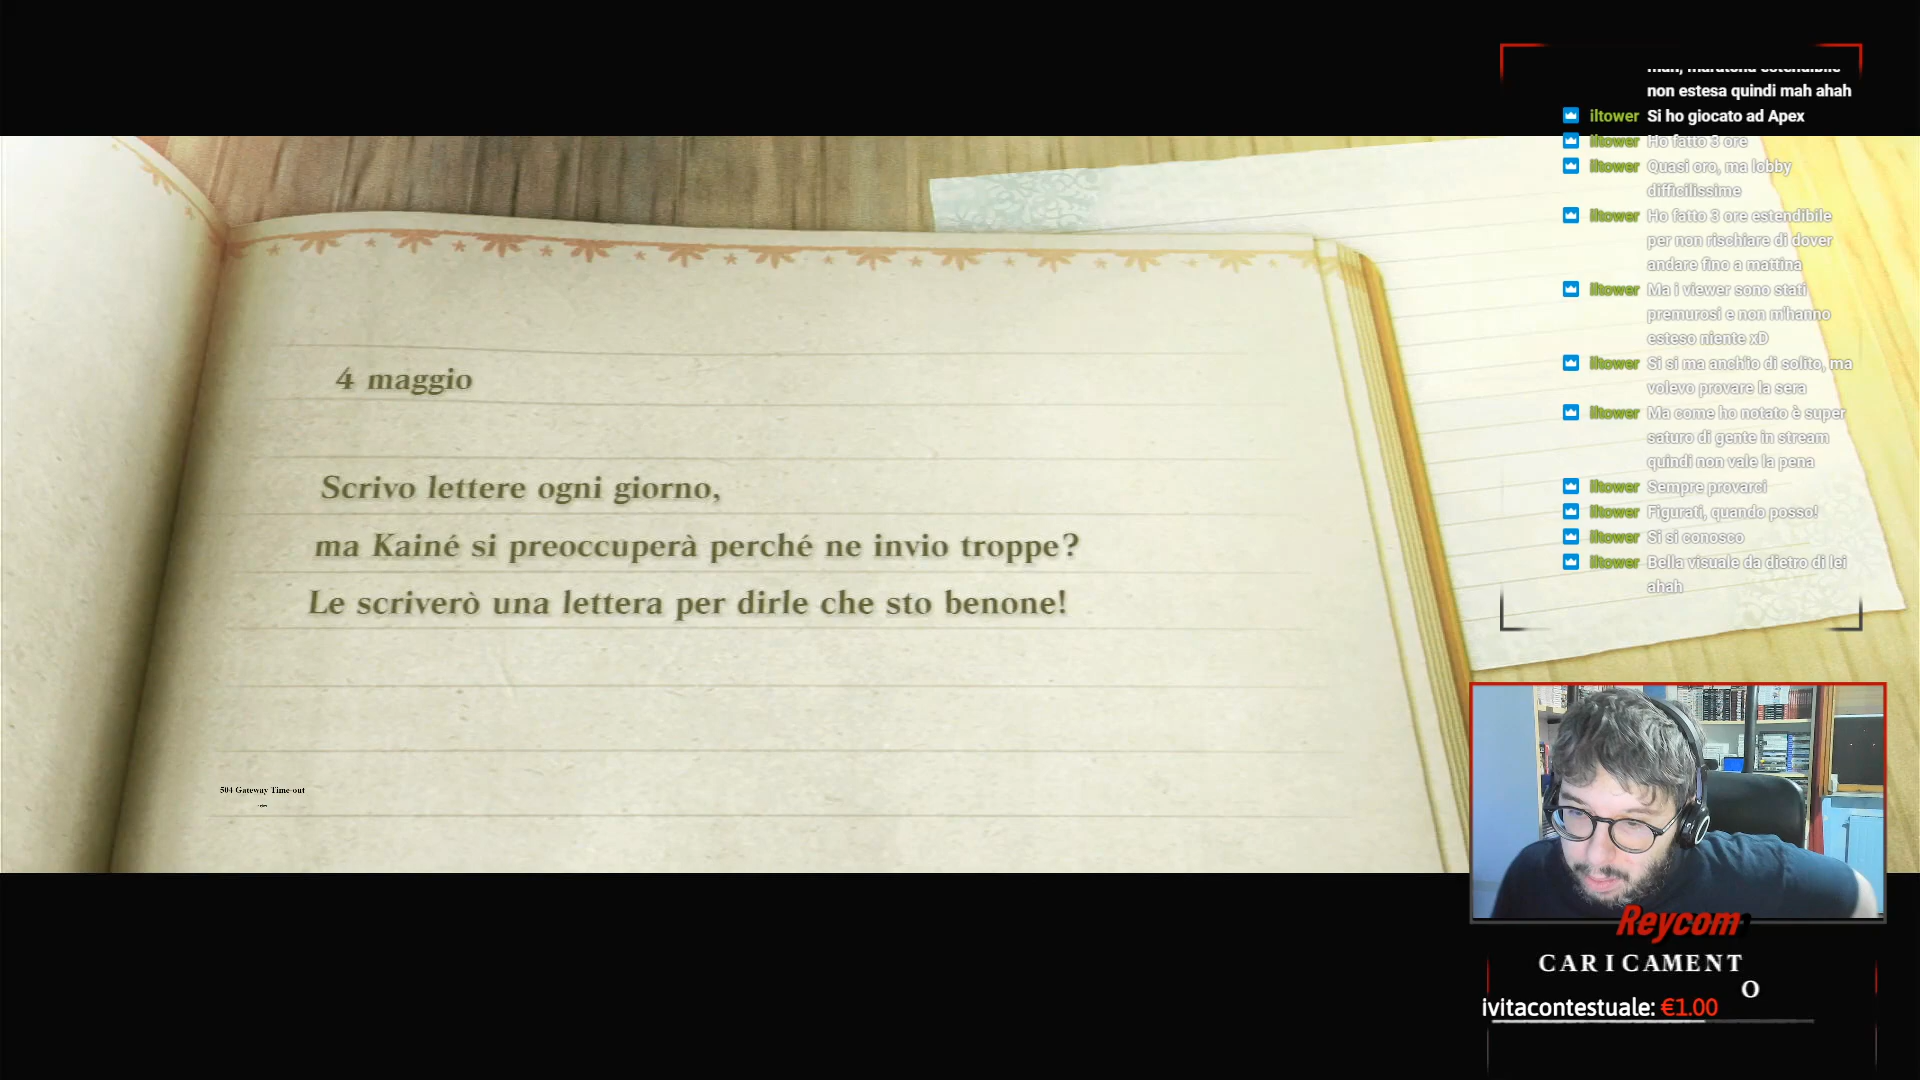 non estesa quindi mah ahah
iltower Si ho giocato ad Apex
iltower Ho fatto 3 ore
iltower Quasi oro, ma lobby
difficilissime
iltower Ho fatto 3 ore estendibile
per non rischiare di dover
andare fino a mattina
iltower Ma i viewer sono stati
premurosi e non m'hanno
esteso niente xD
iltower Si si ma anch'io di solito, ma
volevo provare la sera
iltower Ma come ho notato è super
saturo di gente in stream
quindi non vale la pena
iltower Sempre provarci
iltower Figurati, quando posso!
iltower Si si conosco
iltower Bella visuale da dietro di lei
ahah
4 maggio
Scrivo lettere ogni giorno,
ma Kainé si preoccuperà perché ne invio troppe?
Le scriverò una lettera per dirle che sto benone!
504 Gateway Time-out
Reycom
CARICAMENT
O
ivitacontestuale: €1.00